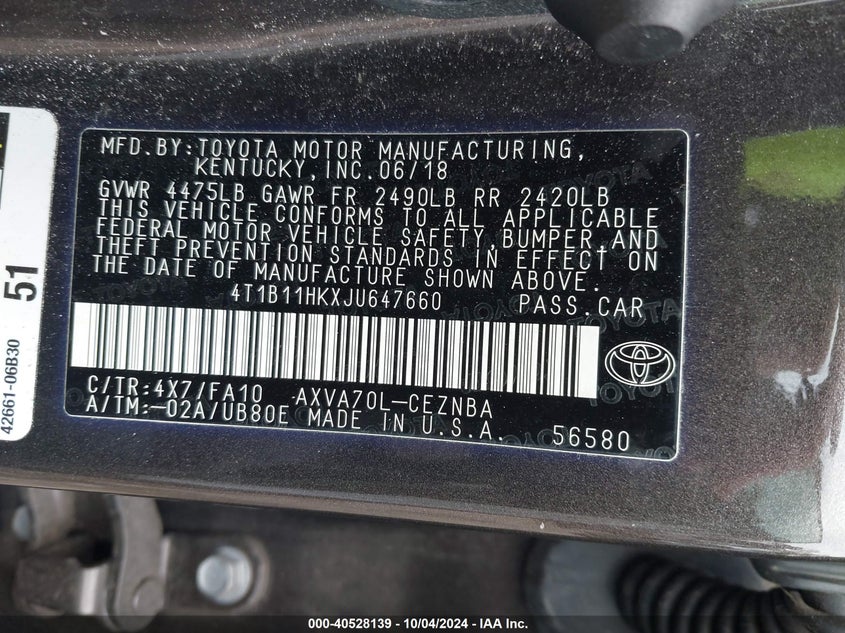 MFD.BY:TOYOTA MOTOR MANUFACTURING,
KENTUCKY,INC.06/18
GVWR 4475LB GAWR FR 2490LB RR 2420LB
THIS VEHICLE CONFORMS TO ALL APPLICABLE
FEDERAL MOTOR VEHICLE SAFETY,BUMPER,AND
THEFT PREVENTION STANDARDS IN EFFECT ON
THE DATE OF MANUFACTURE SHOWN ABOVE.
4T1B11HKXJU647660 PASS.CAR
C/TR:4X7/FA10 AXVA70L-CEZNBA
A/TM:-02A/UB80E MADE IN U.S.A. 56580
51
42661-06B30
000-40528139 - 10/04/2024 - IAA Inc.